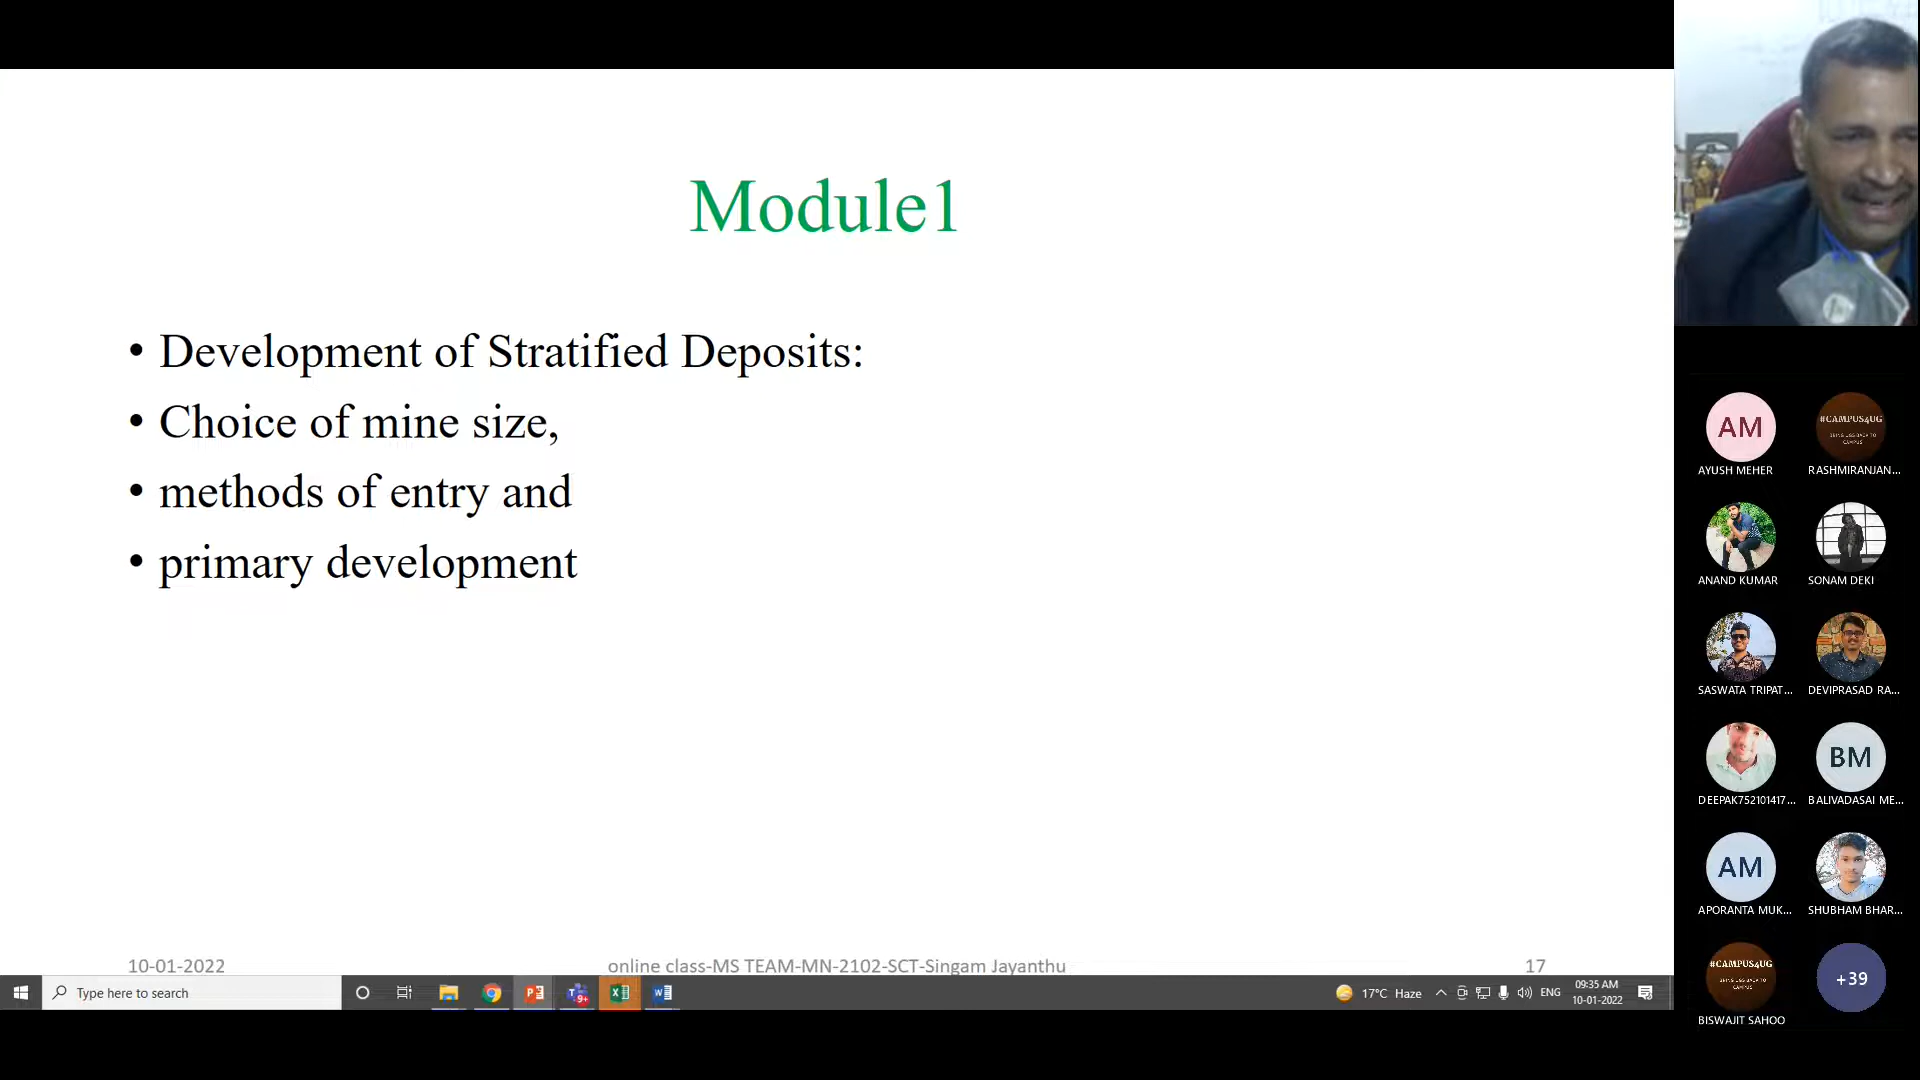 Module1
• Development of Stratified Deposits:
• Choice of mine size,
• methods of entry and
• primary development
10-01-2022
online class-MS TEAM-MN-2102-SCT-Singam Jayanthu
17
Type here to search
9+
17°C Haze
ENG
09:35 AM
10-01-2022
AM
AYUSH MEHER
#CAMPUS4UG
RASHMIRANJAN...
ANAND KUMAR
SONAM DEKI
SASWATA TRIPAT...
DEVIPRASAD RA...
DEEPAK752101417...
BM
BALIVADASAI ME...
AM
APORANTA MUK...
SHUBHAM BHAR...
#CAMPUS4UG
BISWAJIT SAHOO
+39